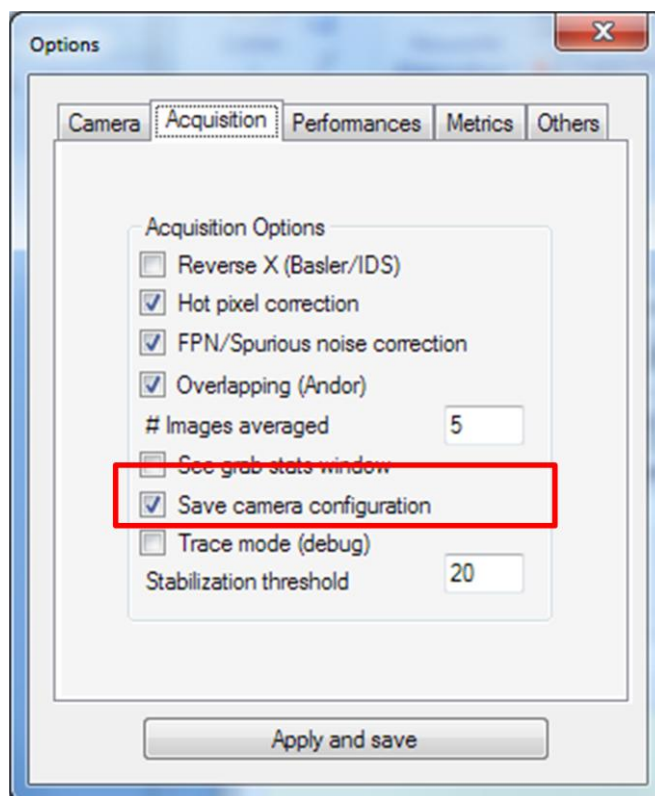 Options
Camera Acquisition Performances Metrics Others
Acquisition Options
Reverse X (Basler/IDS)
Hot pixel correction
FPN/Spurious noise correction
Overlapping (Andor)
# Images averaged 5
See grab stats window
Save camera configuration
Trace mode (debug)
Stabilization threshold 20
Apply and save